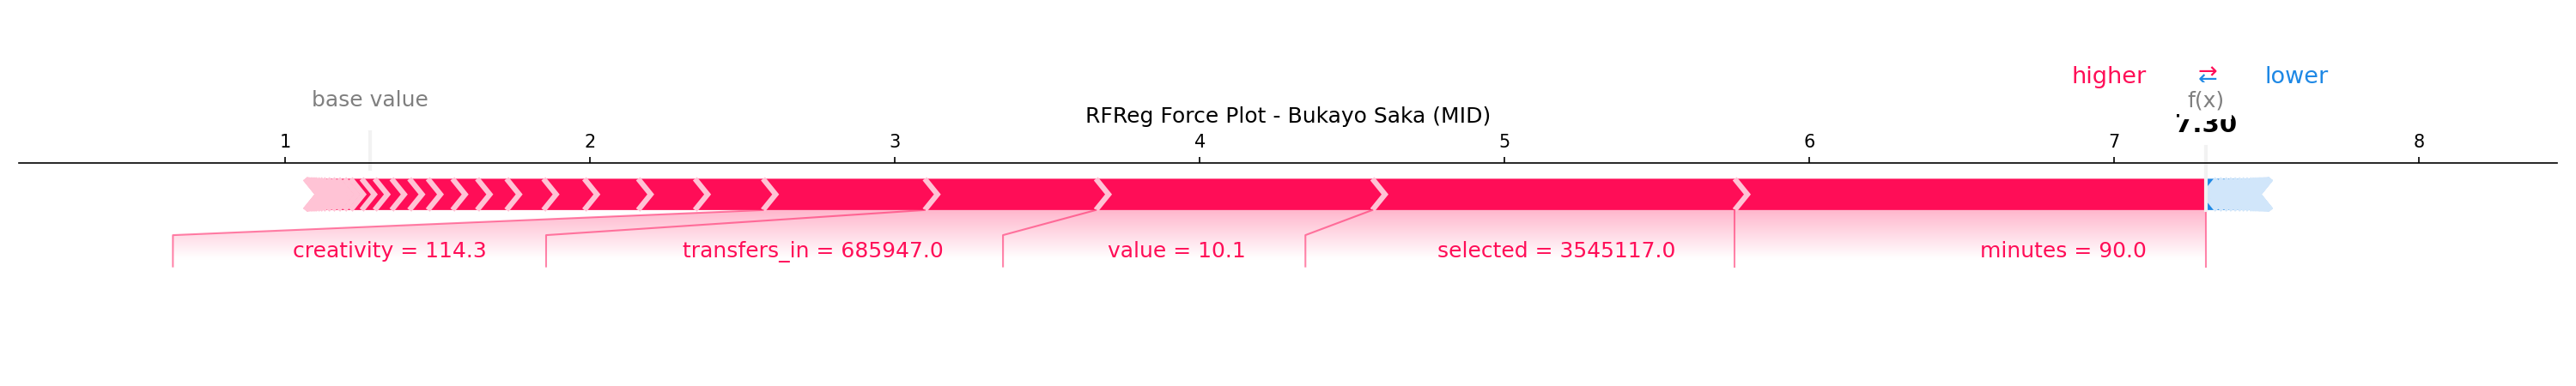 higher ⇄ lower
base value
f(x)
RFReg Force Plot - Bukayo Saka (MID)
7.30
1 2 3 4 5 6 7 8
creativity = 114.3 transfers_in = 685947.0 value = 10.1 selected = 3545117.0 minutes = 90.0